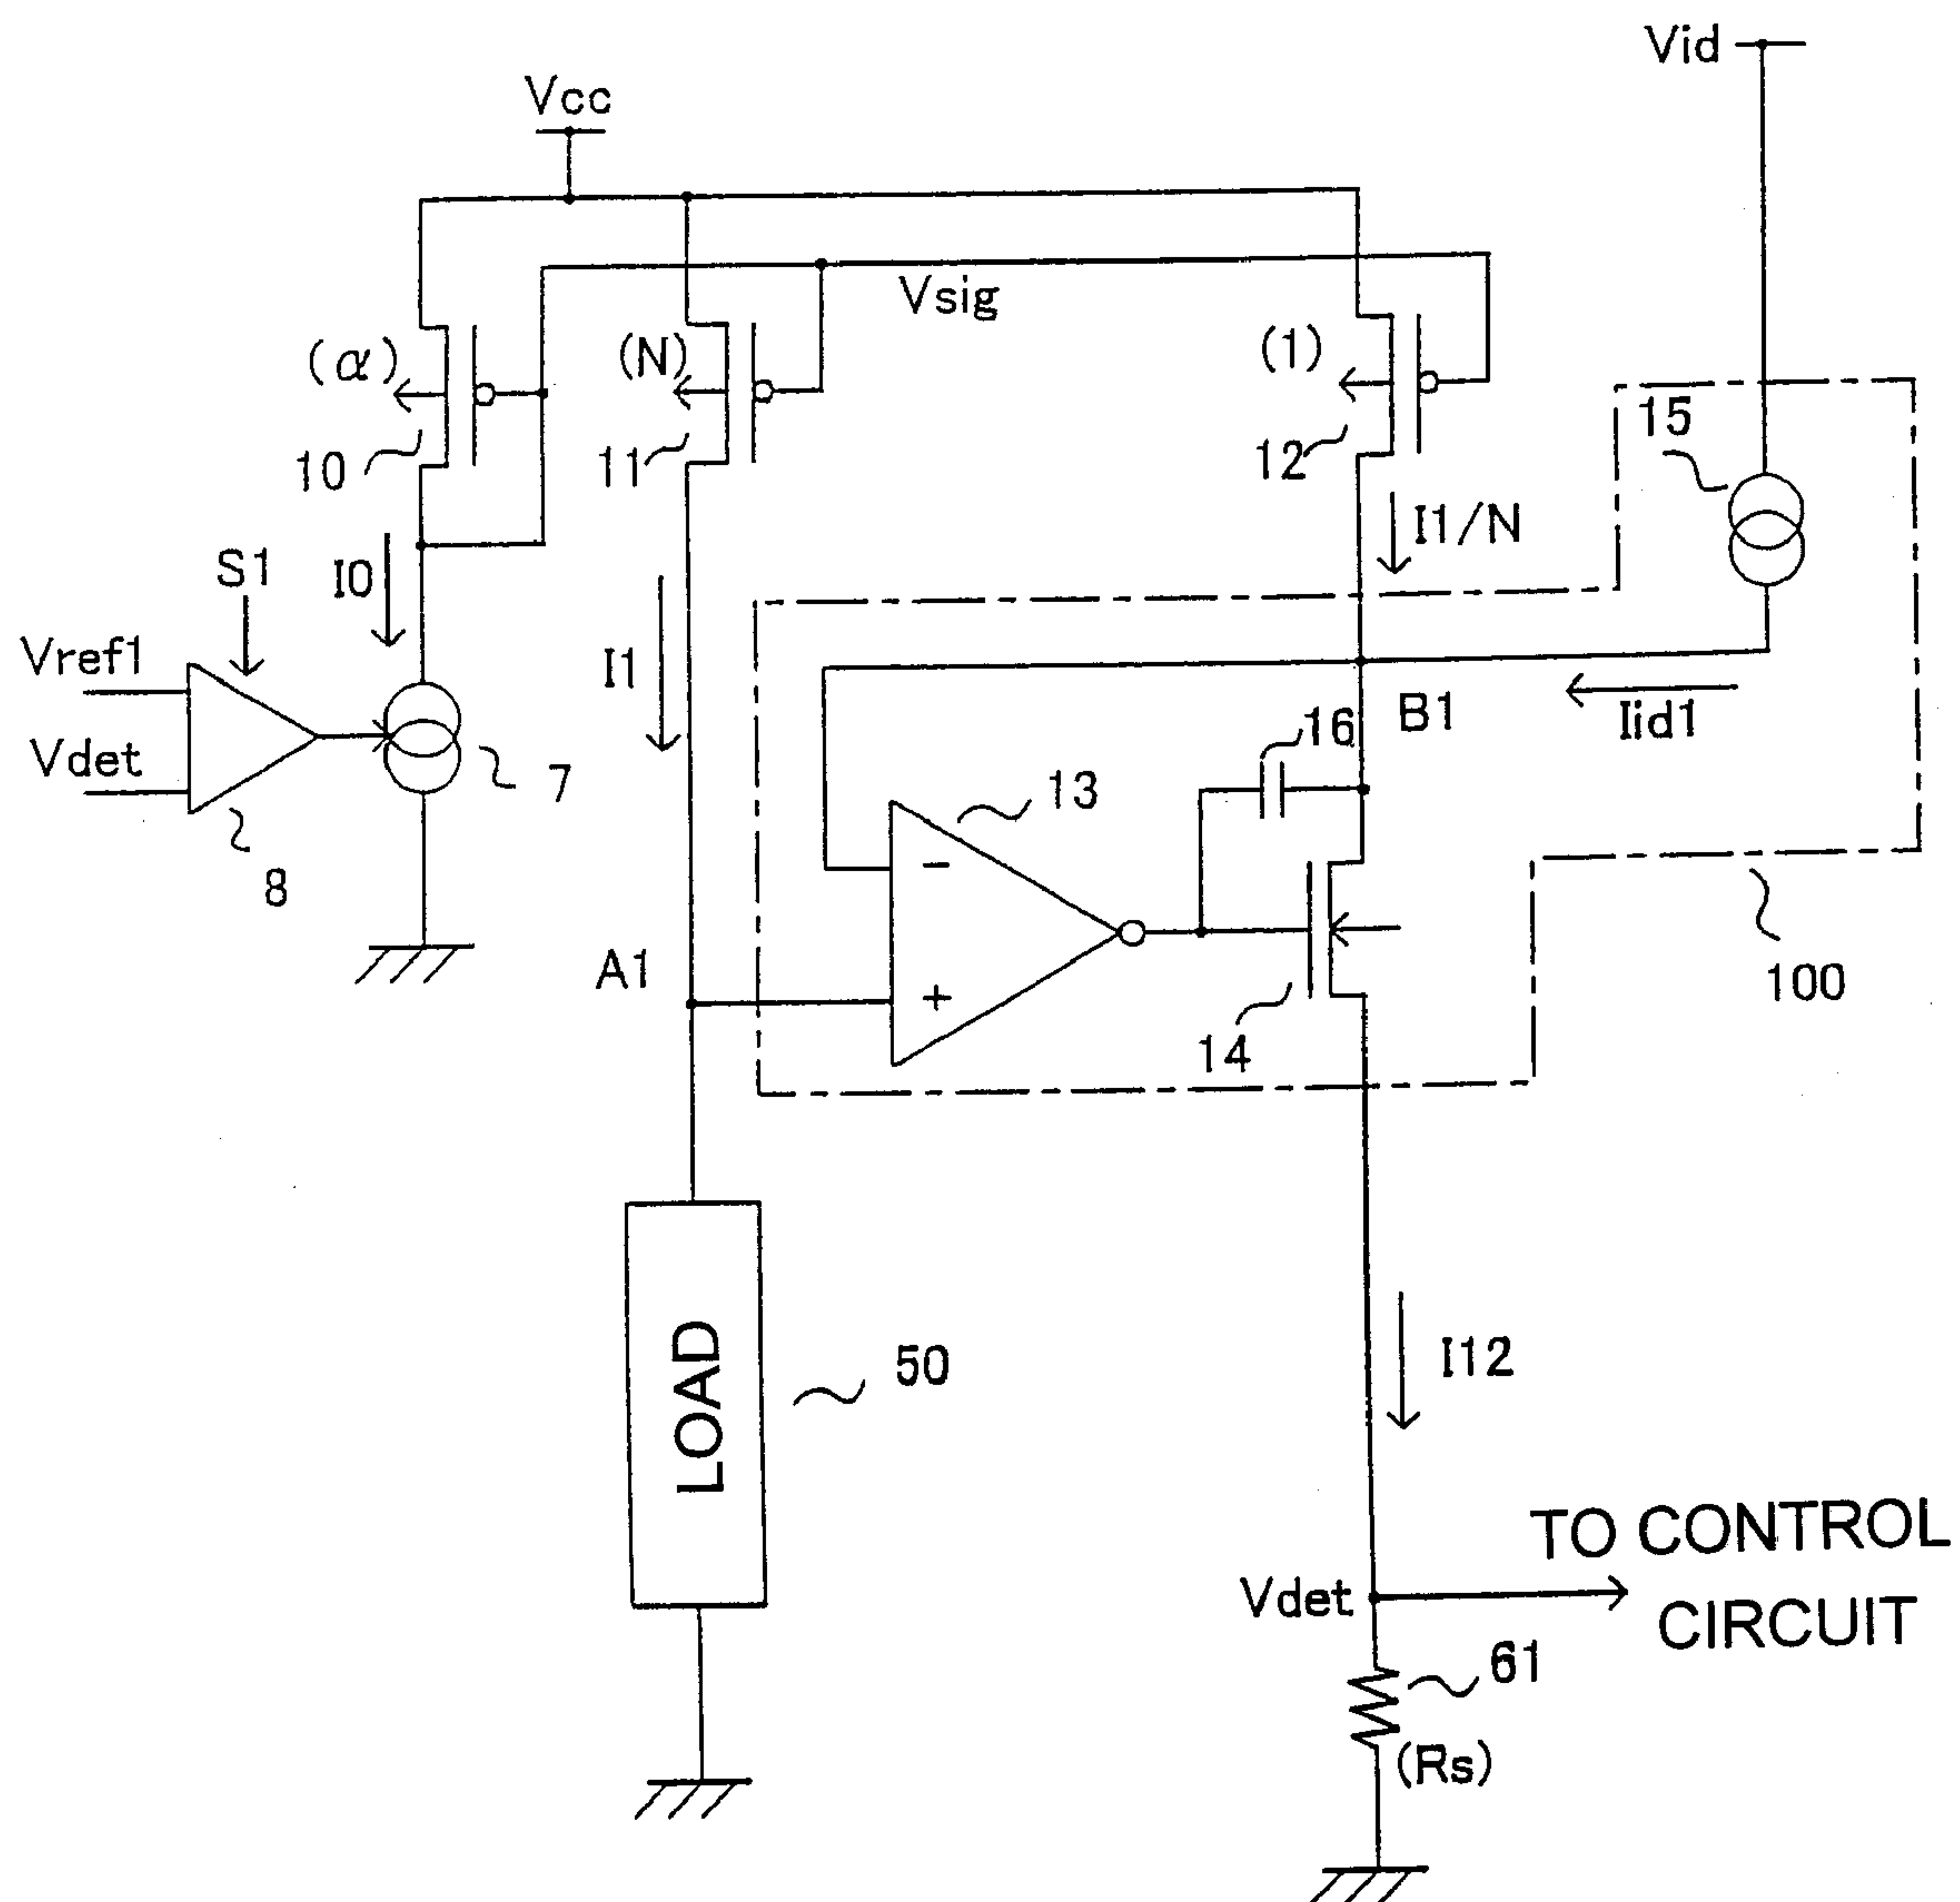 Vid
Vcc
Vsig
(α)
(N)
(1)
15
10
11
12
I1/N
S1
I0
Vref1
I1
B1
Iid1
16
Vdet
7
13
8
−
A1
+
14
100
50
LOAD
I12
TO CONTROL
CIRCUIT
Vdet
61
(Rs)